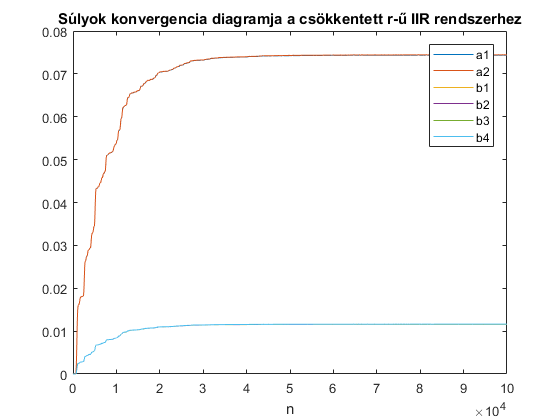 Súlyok konvergencia diagramja a csökkentett r-ű IIR rendszerhez
0.08
0.07
0.06
0.05
0.04
0.03
0.02
0.01
0
a1
a2
b1
b2
b3
b4
0 1 2 3 4 5 6 7 8 9 10
n
×10⁴